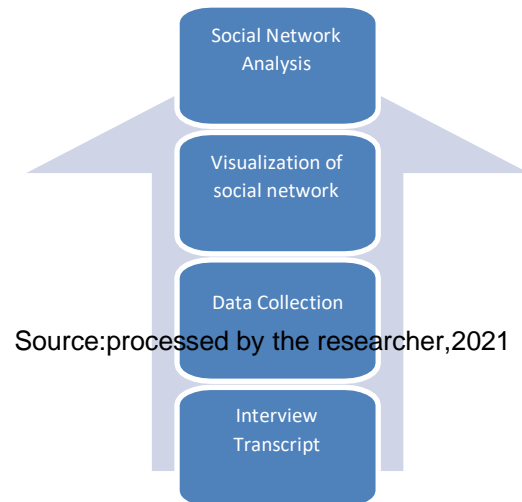 Social Network
Analysis
Visualization of
social network
Data Collection
Source:processed by the researcher,2021
Interview
Transcript